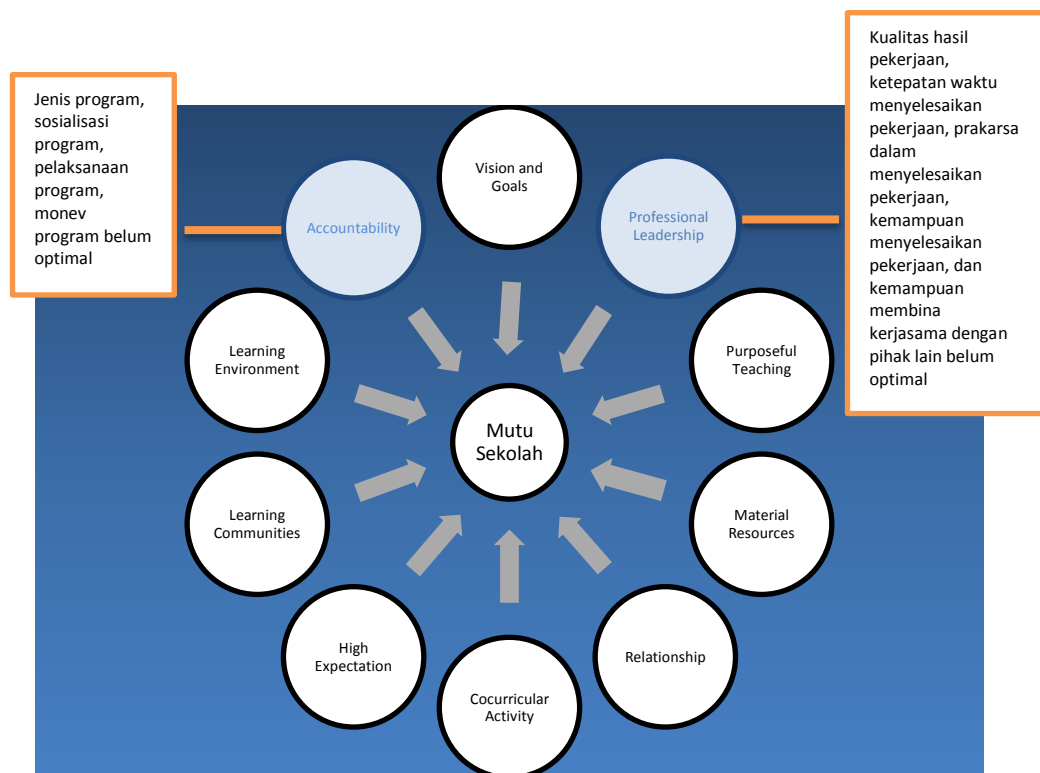 Kualitas hasil
pekerjaan,
ketepatan waktu
menyelesaikan
pekerjaan, prakarsa
dalam
menyelesaikan
pekerjaan,
kemampuan
menyelesaikan
pekerjaan, dan
kemampuan
membina
kerjasama dengan
pihak lain belum
optimal
Jenis program,
sosialisasi
program,
pelaksanaan
program,
monev
program belum
optimal
Vision and
Goals
Accountability
Professional
Leadership
Learning
Environment
Purposeful
Teaching
Mutu
Sekolah
Learning
Communities
Material
Resources
High
Expectation
Relationship
Cocurricular
Activity